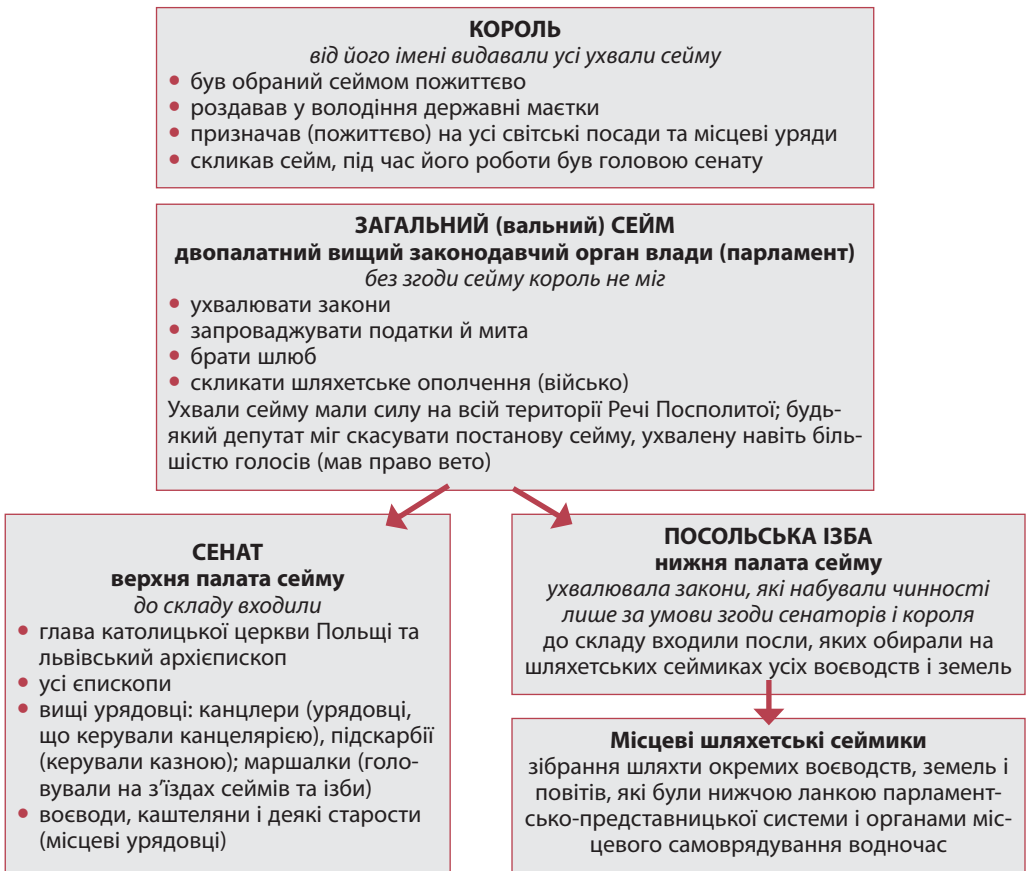 КОРОЛЬ
від його імені видавали усі ухвали сейму
• був обраний сеймом пожиттєво
• роздавав у володіння державні маєтки
• призначав (пожиттєво) на усі світські посади та місцеві уряди
• скликав сейм, під час його роботи був головою сенату
ЗАГАЛЬНИЙ (вальний) СЕЙМ
двопалатний вищий законодавчий орган влади (парламент)
без згоди сейму король не міг
• ухвалювати закони
• запроваджувати податки й мита
• брати шлюб
• скликати шляхетське ополчення (військо)
Ухвали сейму мали силу на всій території Речі Посполитої; будь-
який депутат міг скасувати постанову сейму, ухвалену навіть біль-
шістю голосів (мав право вето)
СЕНАТ
верхня палата сейму
до складу входили
• глава католицької церкви Польщі та
львівський архієпископ
• усі єпископи
• вищі урядовці: канцлери (урядовці,
що керували канцелярією), підскарбії
(керували казною); маршалки (голо-
вували на з'їздах сеймів та ізби)
• воєводи, каштеляни і деякі старости
(місцеві урядовці)
ПОСОЛЬСЬКА ІЗБА
нижня палата сейму
ухвалювала закони, які набували чинності
лише за умови згоди сенаторів і короля
до складу входили посли, яких обирали на
шляхетських сеймиках усіх воєводств і земель
Місцеві шляхетські сеймики
зібрання шляхти окремих воєводств, земель і
повітів, які були нижчою ланкою парламент-
сько-представницької системи і органами міс-
цевого самоврядування водночас